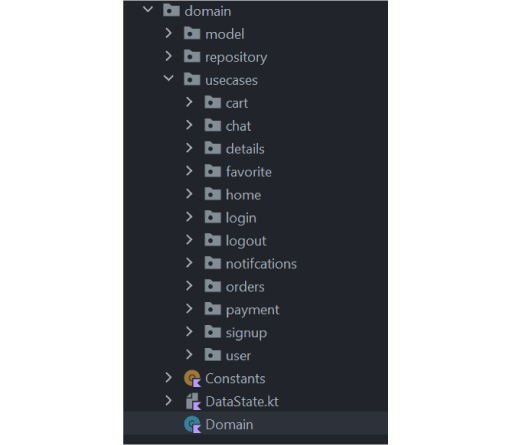 domain
model
repository
usecases
cart
chat
details
favorite
home
login
logout
notifcations
orders
payment
signup
user
Constants
DataState.kt
Domain